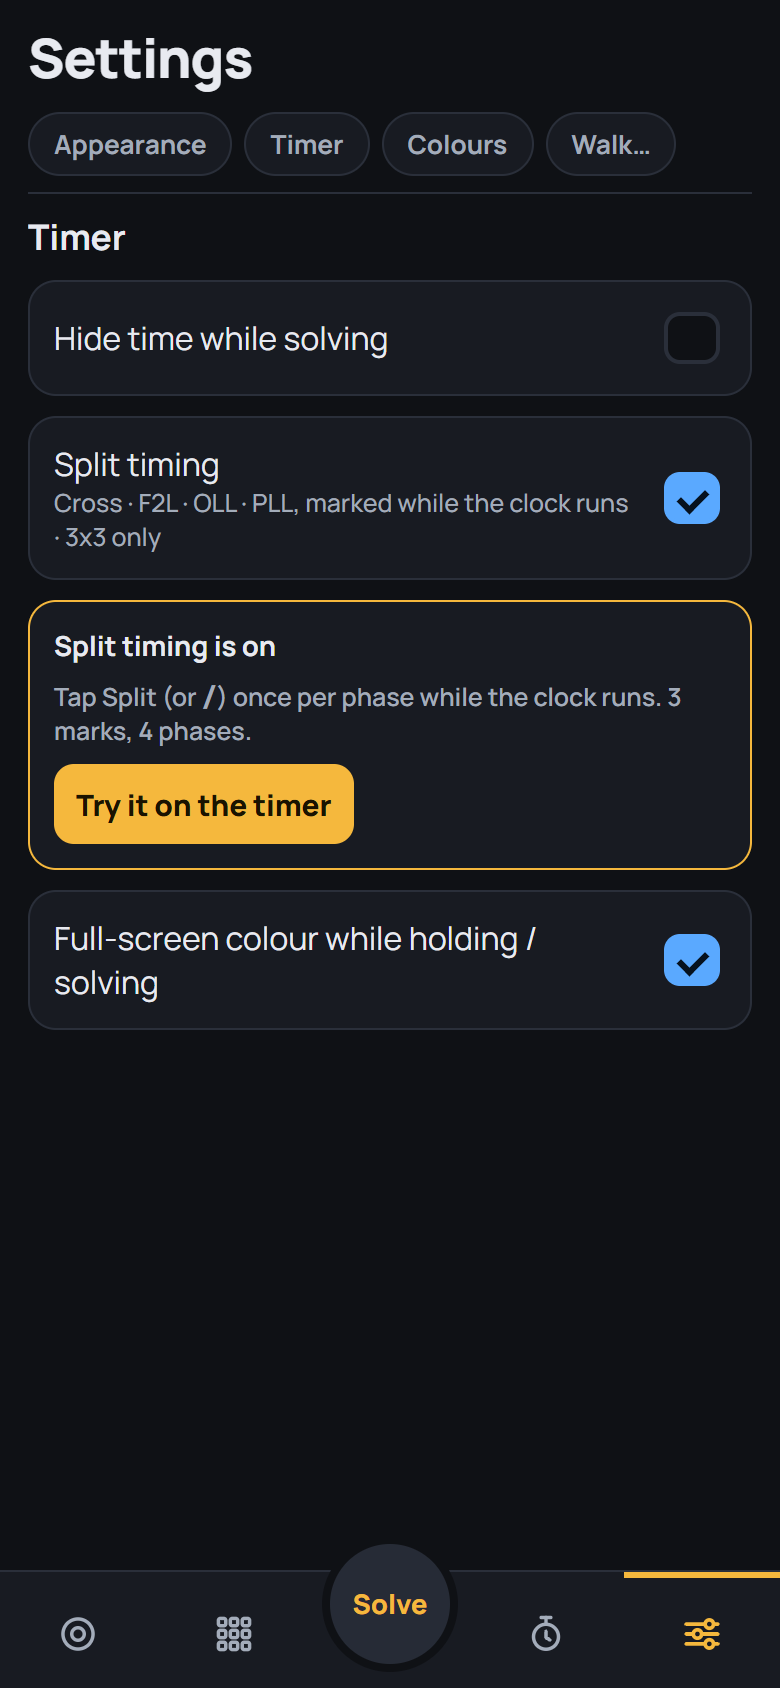 Settings
Appearance
Timer
Colours
Walk…
Timer
Hide time while solving
Split timing
Cross · F2L · OLL · PLL, marked while the clock runs
· 3x3 only
Split timing is on
Tap Split (or /) once per phase while the clock runs. 3
marks, 4 phases.
Try it on the timer
Full-screen colour while holding /
solving
Solve